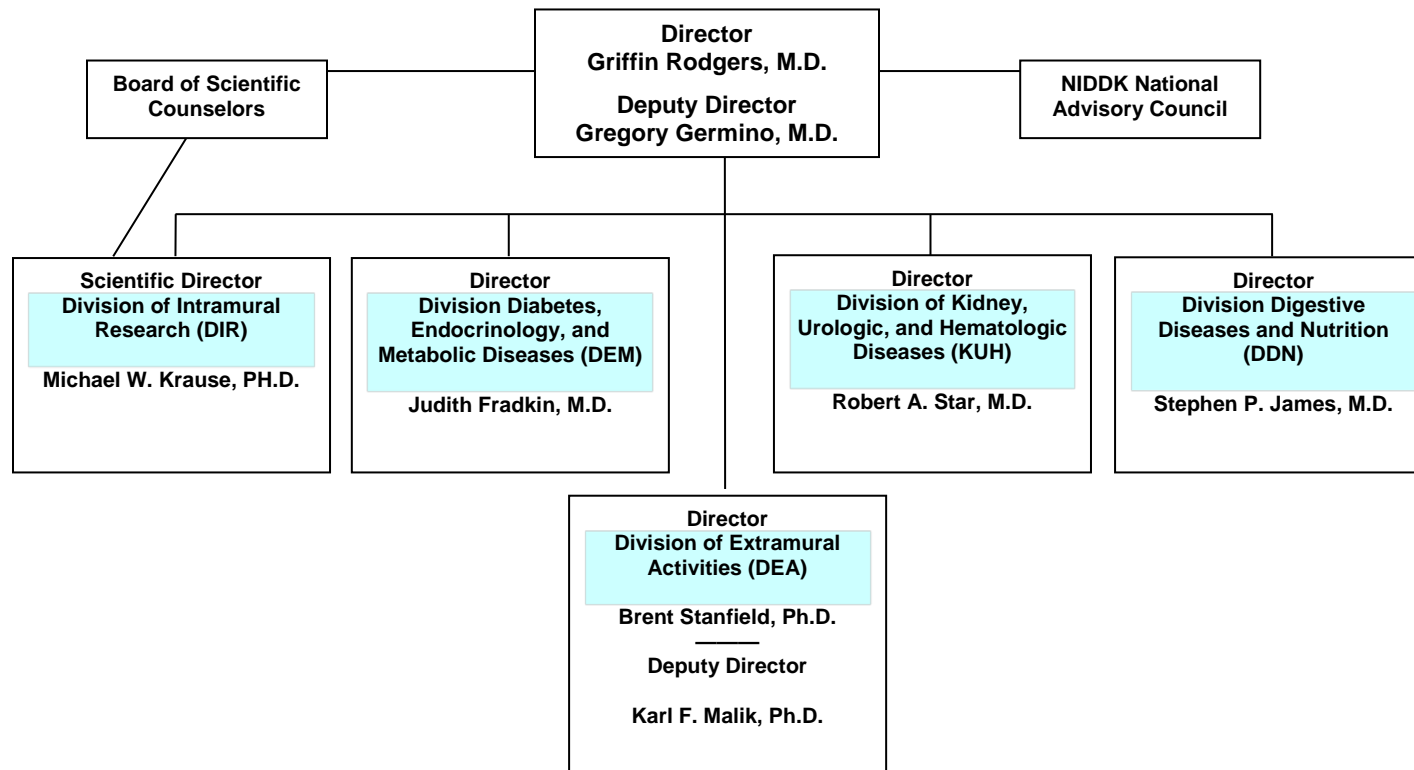 Director
Griffin Rodgers, M.D.
Deputy Director
Gregory Germino, M.D.
Board of Scientific
Counselors
NIDDK National
Advisory Council
Scientific Director
Division of Intramural
Research (DIR)
Michael W. Krause, PH.D.
Director
Division Diabetes,
Endocrinology, and
Metabolic Diseases (DEM)
Judith Fradkin, M.D.
Director
Division of Kidney,
Urologic, and Hematologic
Diseases (KUH)
Robert A. Star, M.D.
Director
Division Digestive
Diseases and Nutrition
(DDN)
Stephen P. James, M.D.
Director
Division of Extramural
Activities (DEA)
Brent Stanfield, Ph.D.
Deputy Director
Karl F. Malik, Ph.D.